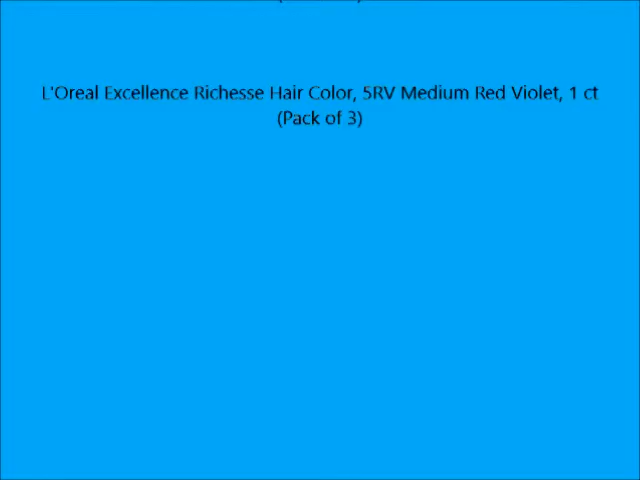 L'Oreal Excellence Richesse Hair Color, 5RV Medium Red Violet, 1 ct
(Pack of 3)